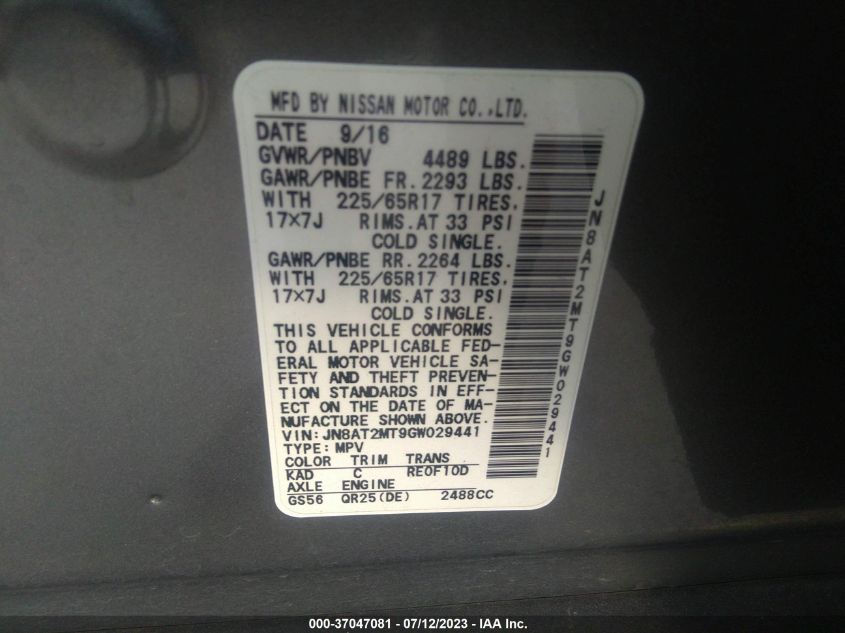 MFD BY NISSAN MOTOR CO.,LTD.
DATE 9/16
GVWR/PNBV 4489 LBS.
GAWR/PNBE FR. 2293 LBS.
WITH 225/65R17 TIRES.
17×7J RIMS. AT 33 PSI
COLD SINGLE.
GAWR/PNBE RR. 2264 LBS.
WITH 225/65R17 TIRES.
17×7J RIMS. AT 33 PSI
COLD SINGLE.
THIS VEHICLE CONFORMS
TO ALL APPLICABLE FED-
ERAL MOTOR VEHICLE SA-
FETY AND THEFT PREVEN-
TION STANDARDS IN EFF-
ECT ON THE DATE OF MA-
NUFACTURE SHOWN ABOVE.
VIN:JN8AT2MT9GW029441
TYPE: MPV
COLOR TRIM TRANS
KAD C RE0F10D
AXLE ENGINE
GS56 QR25(DE) 2488CC
JN8AT2MT9GW029441
000-37047081 - 07/12/2023 - IAA Inc.